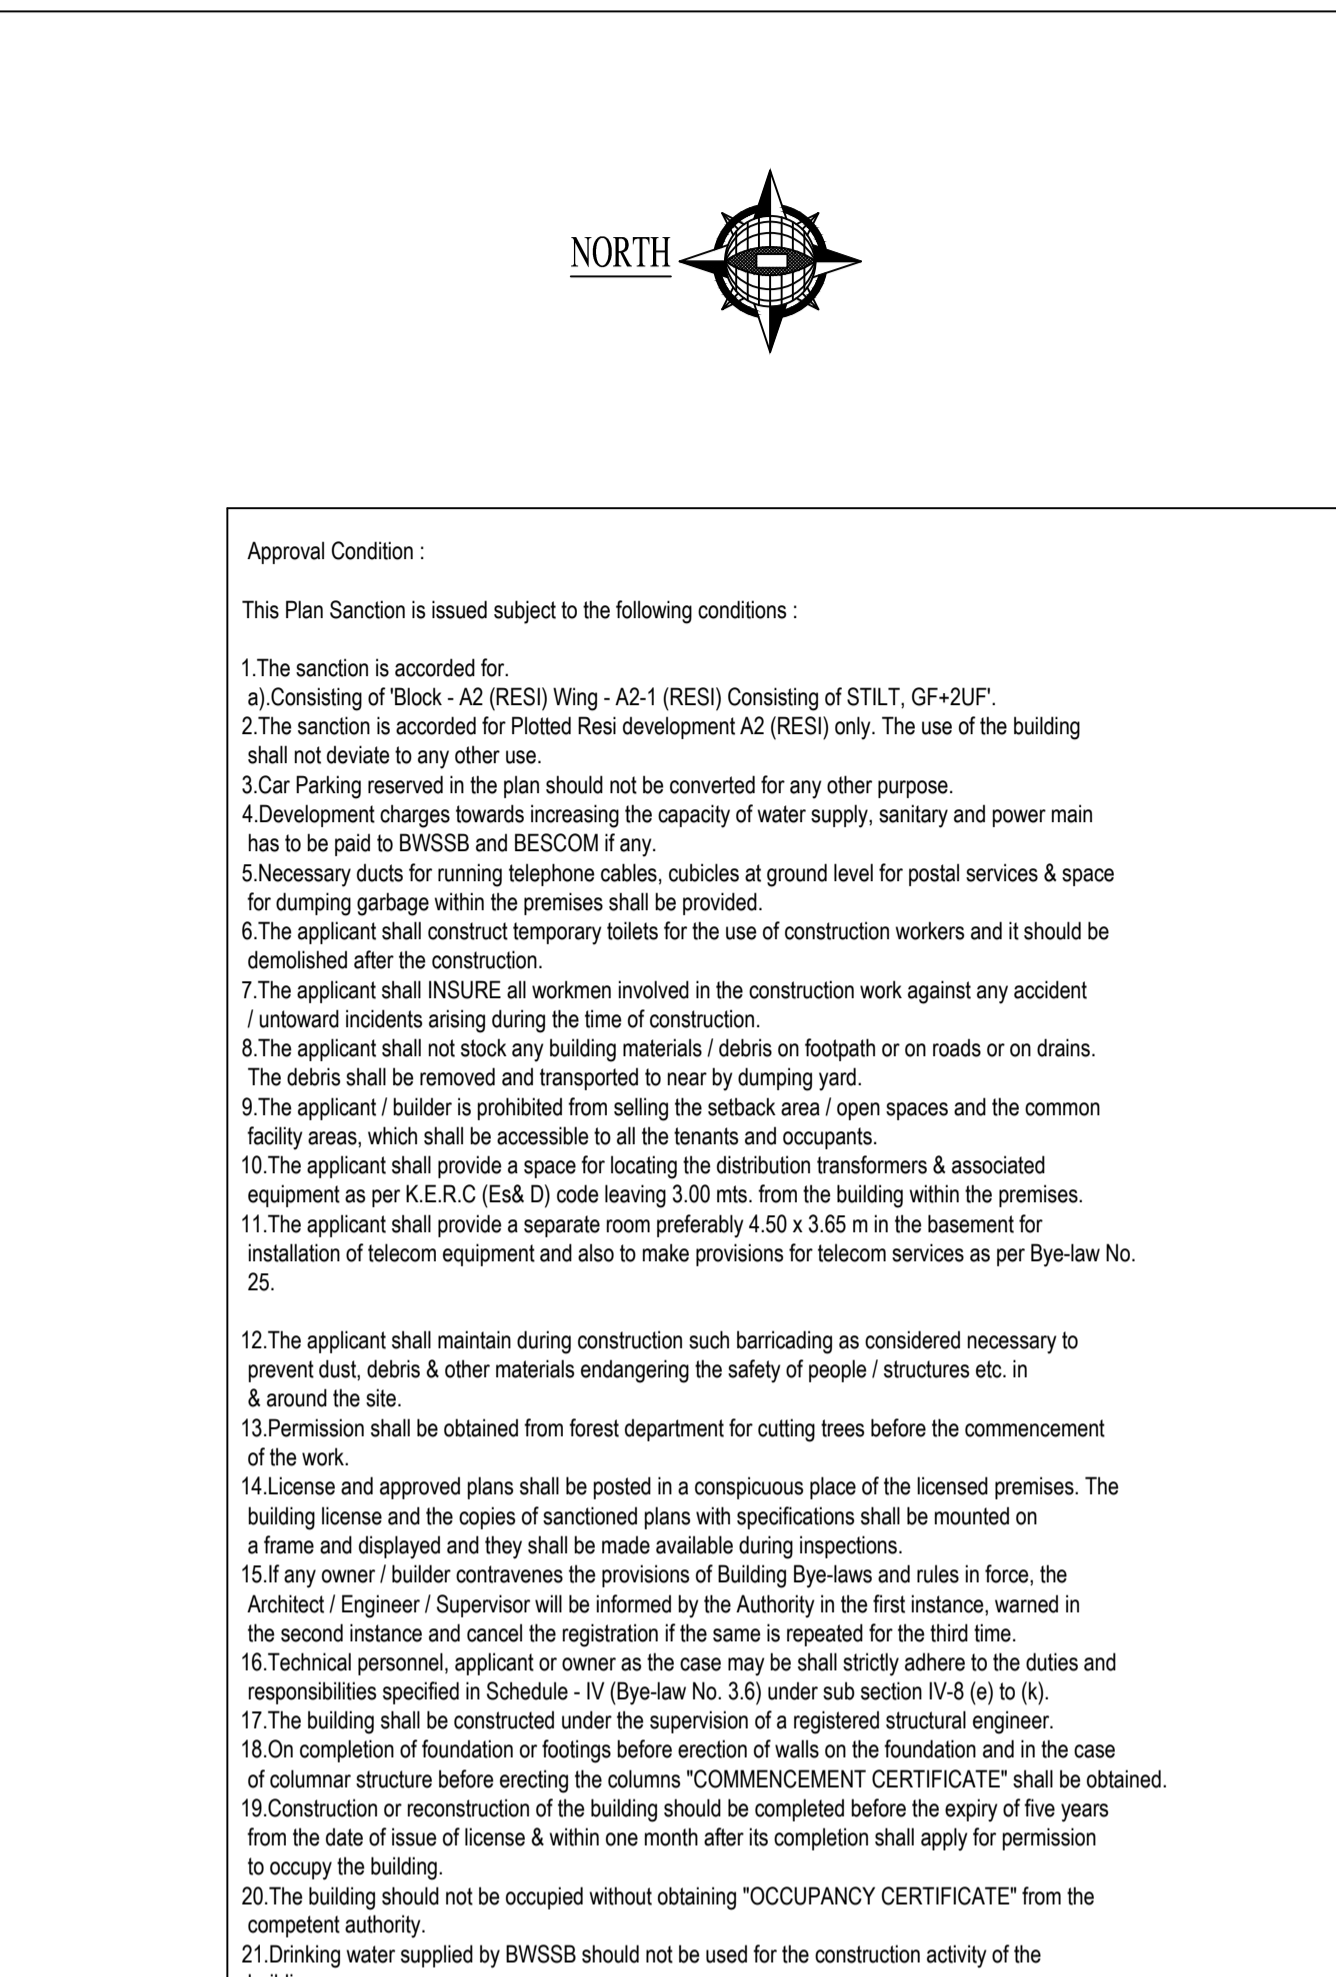 NORTH
Approval Condition :
This Plan Sanction is issued subject to the following conditions :
1.The sanction is accorded for.
a).Consisting of 'Block - A2 (RESI) Wing - A2-1 (RESI) Consisting of STILT, GF+2UF'.
2.The sanction is accorded for Plotted Resi development A2 (RESI) only. The use of the building
shall not deviate to any other use.
3.Car Parking reserved in the plan should not be converted for any other purpose.
4.Development charges towards increasing the capacity of water supply, sanitary and power main
has to be paid to BWSSB and BESCOM if any.
5.Necessary ducts for running telephone cables, cubicles at ground level for postal services & space
for dumping garbage within the premises shall be provided.
6.The applicant shall construct temporary toilets for the use of construction workers and it should be
demolished after the construction.
7.The applicant shall INSURE all workmen involved in the construction work against any accident
/ untoward incidents arising during the time of construction.
8.The applicant shall not stock any building materials / debris on footpath or on roads or on drains.
The debris shall be removed and transported to near by dumping yard.
9.The applicant / builder is prohibited from selling the setback area / open spaces and the common
facility areas, which shall be accessible to all the tenants and occupants.
10.The applicant shall provide a space for locating the distribution transformers & associated
equipment as per K.E.R.C (Es& D) code leaving 3.00 mts. from the building within the premises.
11.The applicant shall provide a separate room preferably 4.50 x 3.65 m in the basement for
installation of telecom equipment and also to make provisions for telecom services as per Bye-law No.
25.
12.The applicant shall maintain during construction such barricading as considered necessary to
prevent dust, debris & other materials endangering the safety of people / structures etc. in
& around the site.
13.Permission shall be obtained from forest department for cutting trees before the commencement
of the work.
14.License and approved plans shall be posted in a conspicuous place of the licensed premises. The
building license and the copies of sanctioned plans with specifications shall be mounted on
a frame and displayed and they shall be made available during inspections.
15.If any owner / builder contravenes the provisions of Building Bye-laws and rules in force, the
Architect / Engineer / Supervisor will be informed by the Authority in the first instance, warned in
the second instance and cancel the registration if the same is repeated for the third time.
16.Technical personnel, applicant or owner as the case may be shall strictly adhere to the duties and
responsibilities specified in Schedule - IV (Bye-law No. 3.6) under sub section IV-8 (e) to (k).
17.The building shall be constructed under the supervision of a registered structural engineer.
18.On completion of foundation or footings before erection of walls on the foundation and in the case
of columnar structure before erecting the columns "COMMENCEMENT CERTIFICATE" shall be obtained.
19.Construction or reconstruction of the building should be completed before the expiry of five years
from the date of issue of license & within one month after its completion shall apply for permission
to occupy the building.
20.The building should not be occupied without obtaining "OCCUPANCY CERTIFICATE" from the
competent authority.
21.Drinking water supplied by BWSSB should not be used for the construction activity of the